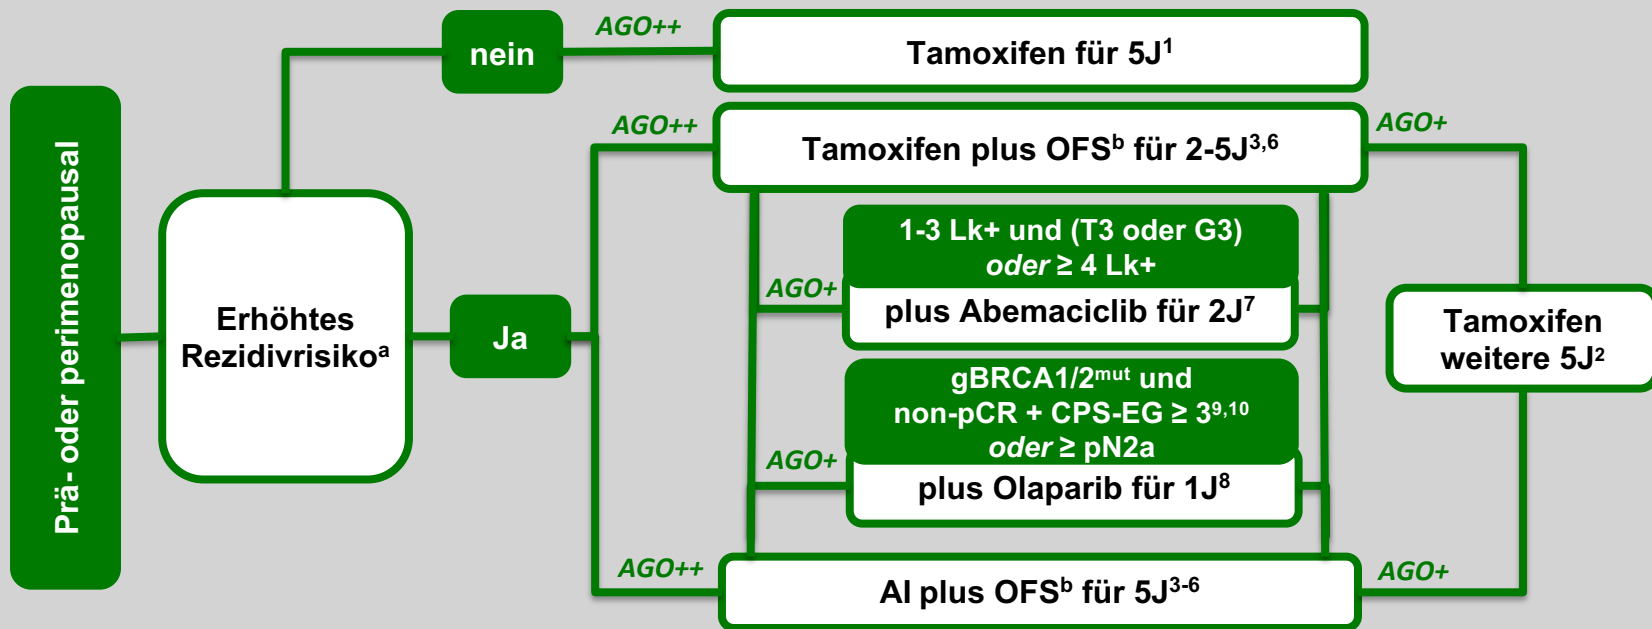 Prä- oder perimenopausal
Erhöhtes
Rezidivrisikoᵃ
nein
AGO++
Tamoxifen für 5J¹
Ja
AGO++
Tamoxifen plus OFSᵇ für 2-5J³,⁶
AGO+
1-3 Lk+ und (T3 oder G3)
oder ≥ 4 Lk+
AGO+
plus Abemaciclib für 2J⁷
gBRCA1/2ᵐᵘᵗ und
non-pCR + CPS-EG ≥ 3⁹,¹⁰
oder ≥ pN2a
AGO+
plus Olaparib für 1J⁸
AGO++
AI plus OFSᵇ für 5J³⁻⁶
AGO+
Tamoxifen
weitere 5J²